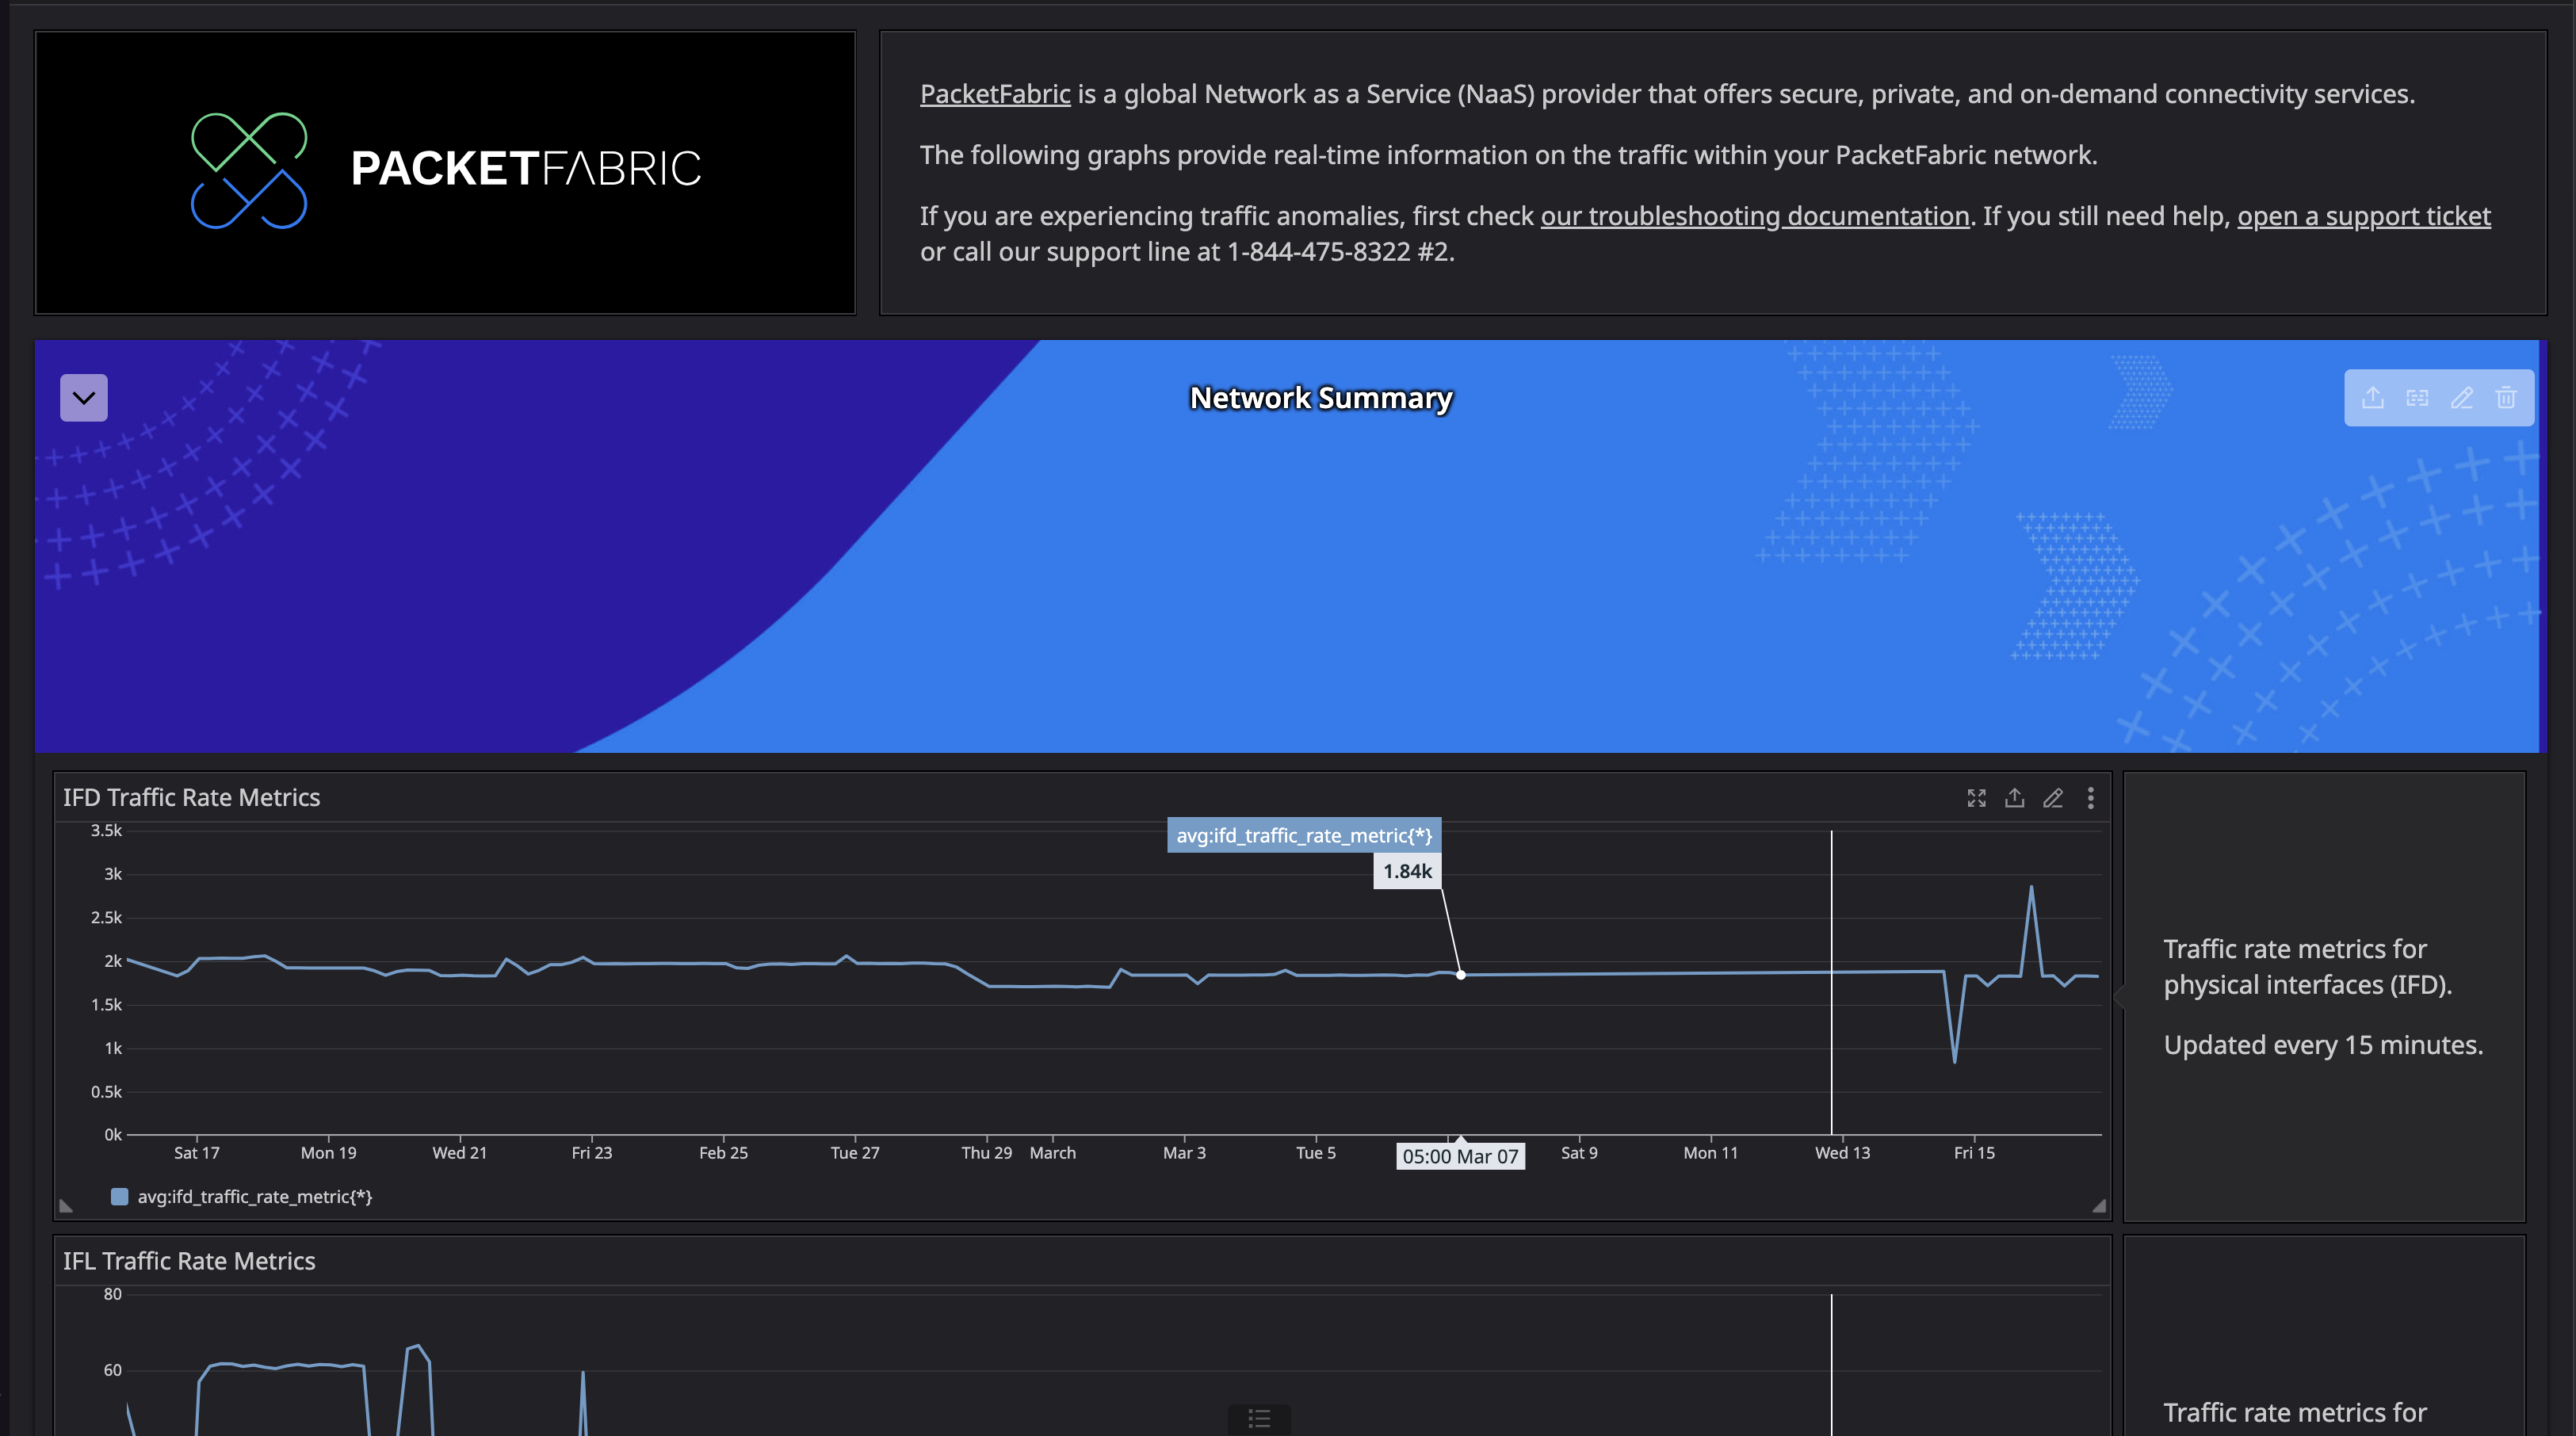 PACKETFABRIC
PacketFabric is a global Network as a Service (NaaS) provider that offers secure, private, and on-demand connectivity services.
The following graphs provide real-time information on the traffic within your PacketFabric network.
If you are experiencing traffic anomalies, first check our troubleshooting documentation. If you still need help, open a support ticket
or call our support line at 1-844-475-8322 #2.
Network Summary
IFD Traffic Rate Metrics
3.5k
3k
2.5k
2k
1.5k
1k
0.5k
0k
avg:ifd_traffic_rate_metric{*}
1.84k
Sat 17 Mon 19 Wed 21 Fri 23 Feb 25 Tue 27 Thu 29 March Mar 3 Tue 5 05:00 Mar 07 Sat 9 Mon 11 Wed 13 Fri 15
avg:ifd_traffic_rate_metric{*}
Traffic rate metrics for
physical interfaces (IFD).
Updated every 15 minutes.
IFL Traffic Rate Metrics
80
60
Traffic rate metrics for